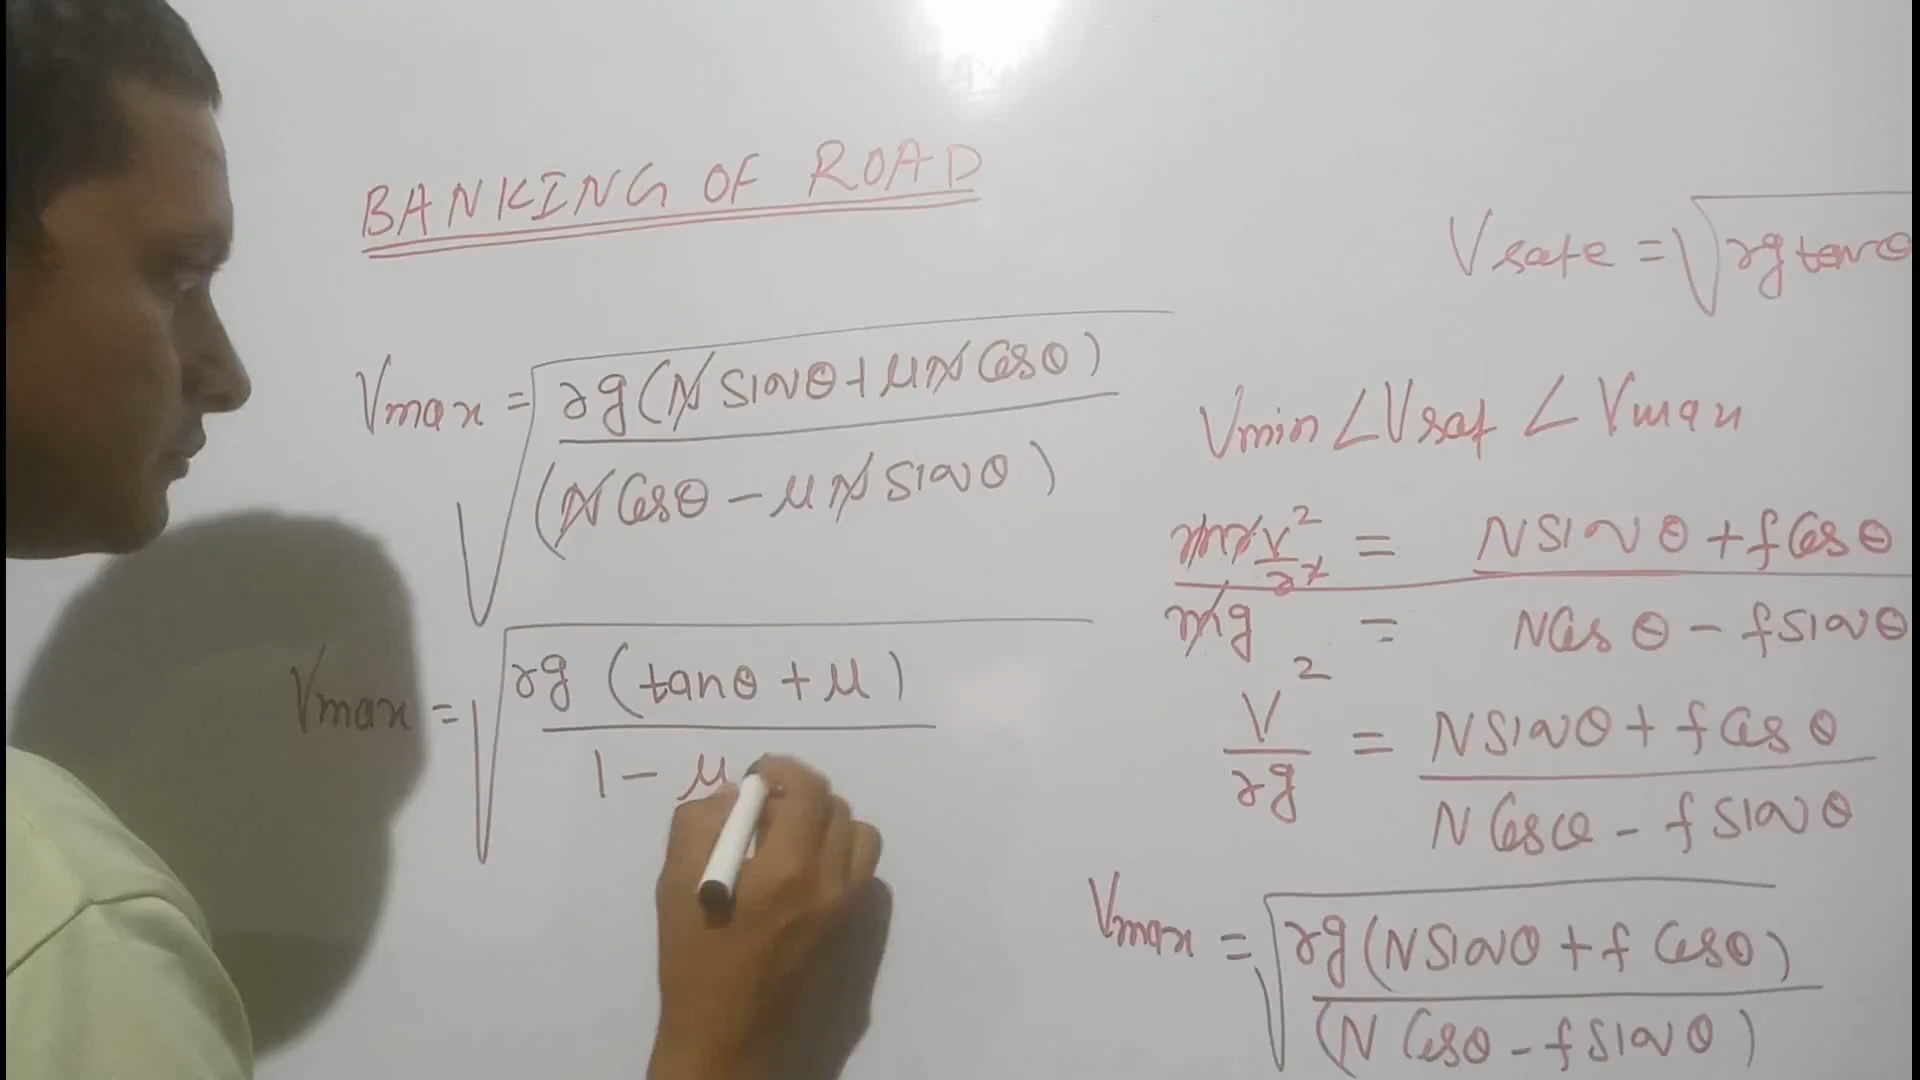 BANKING OF ROAD
Vmax = √rg(N sinθ + μN Cosθ)
(N Cosθ - μN sinθ)
Vmax = √rg (tanθ + μ)
1 - μ
Vsafe = √rg tanθ
Vmin ∠ Vsaf ∠ Vmax
V²/r = N sinθ + f Cosθ
mg = N Cosθ - f sinθ
V²/rg = N sinθ + f Cosθ
N Cosθ - f sinθ
Vmax = √rg(N sinθ + f Cosθ)
(N Cosθ - f sinθ)